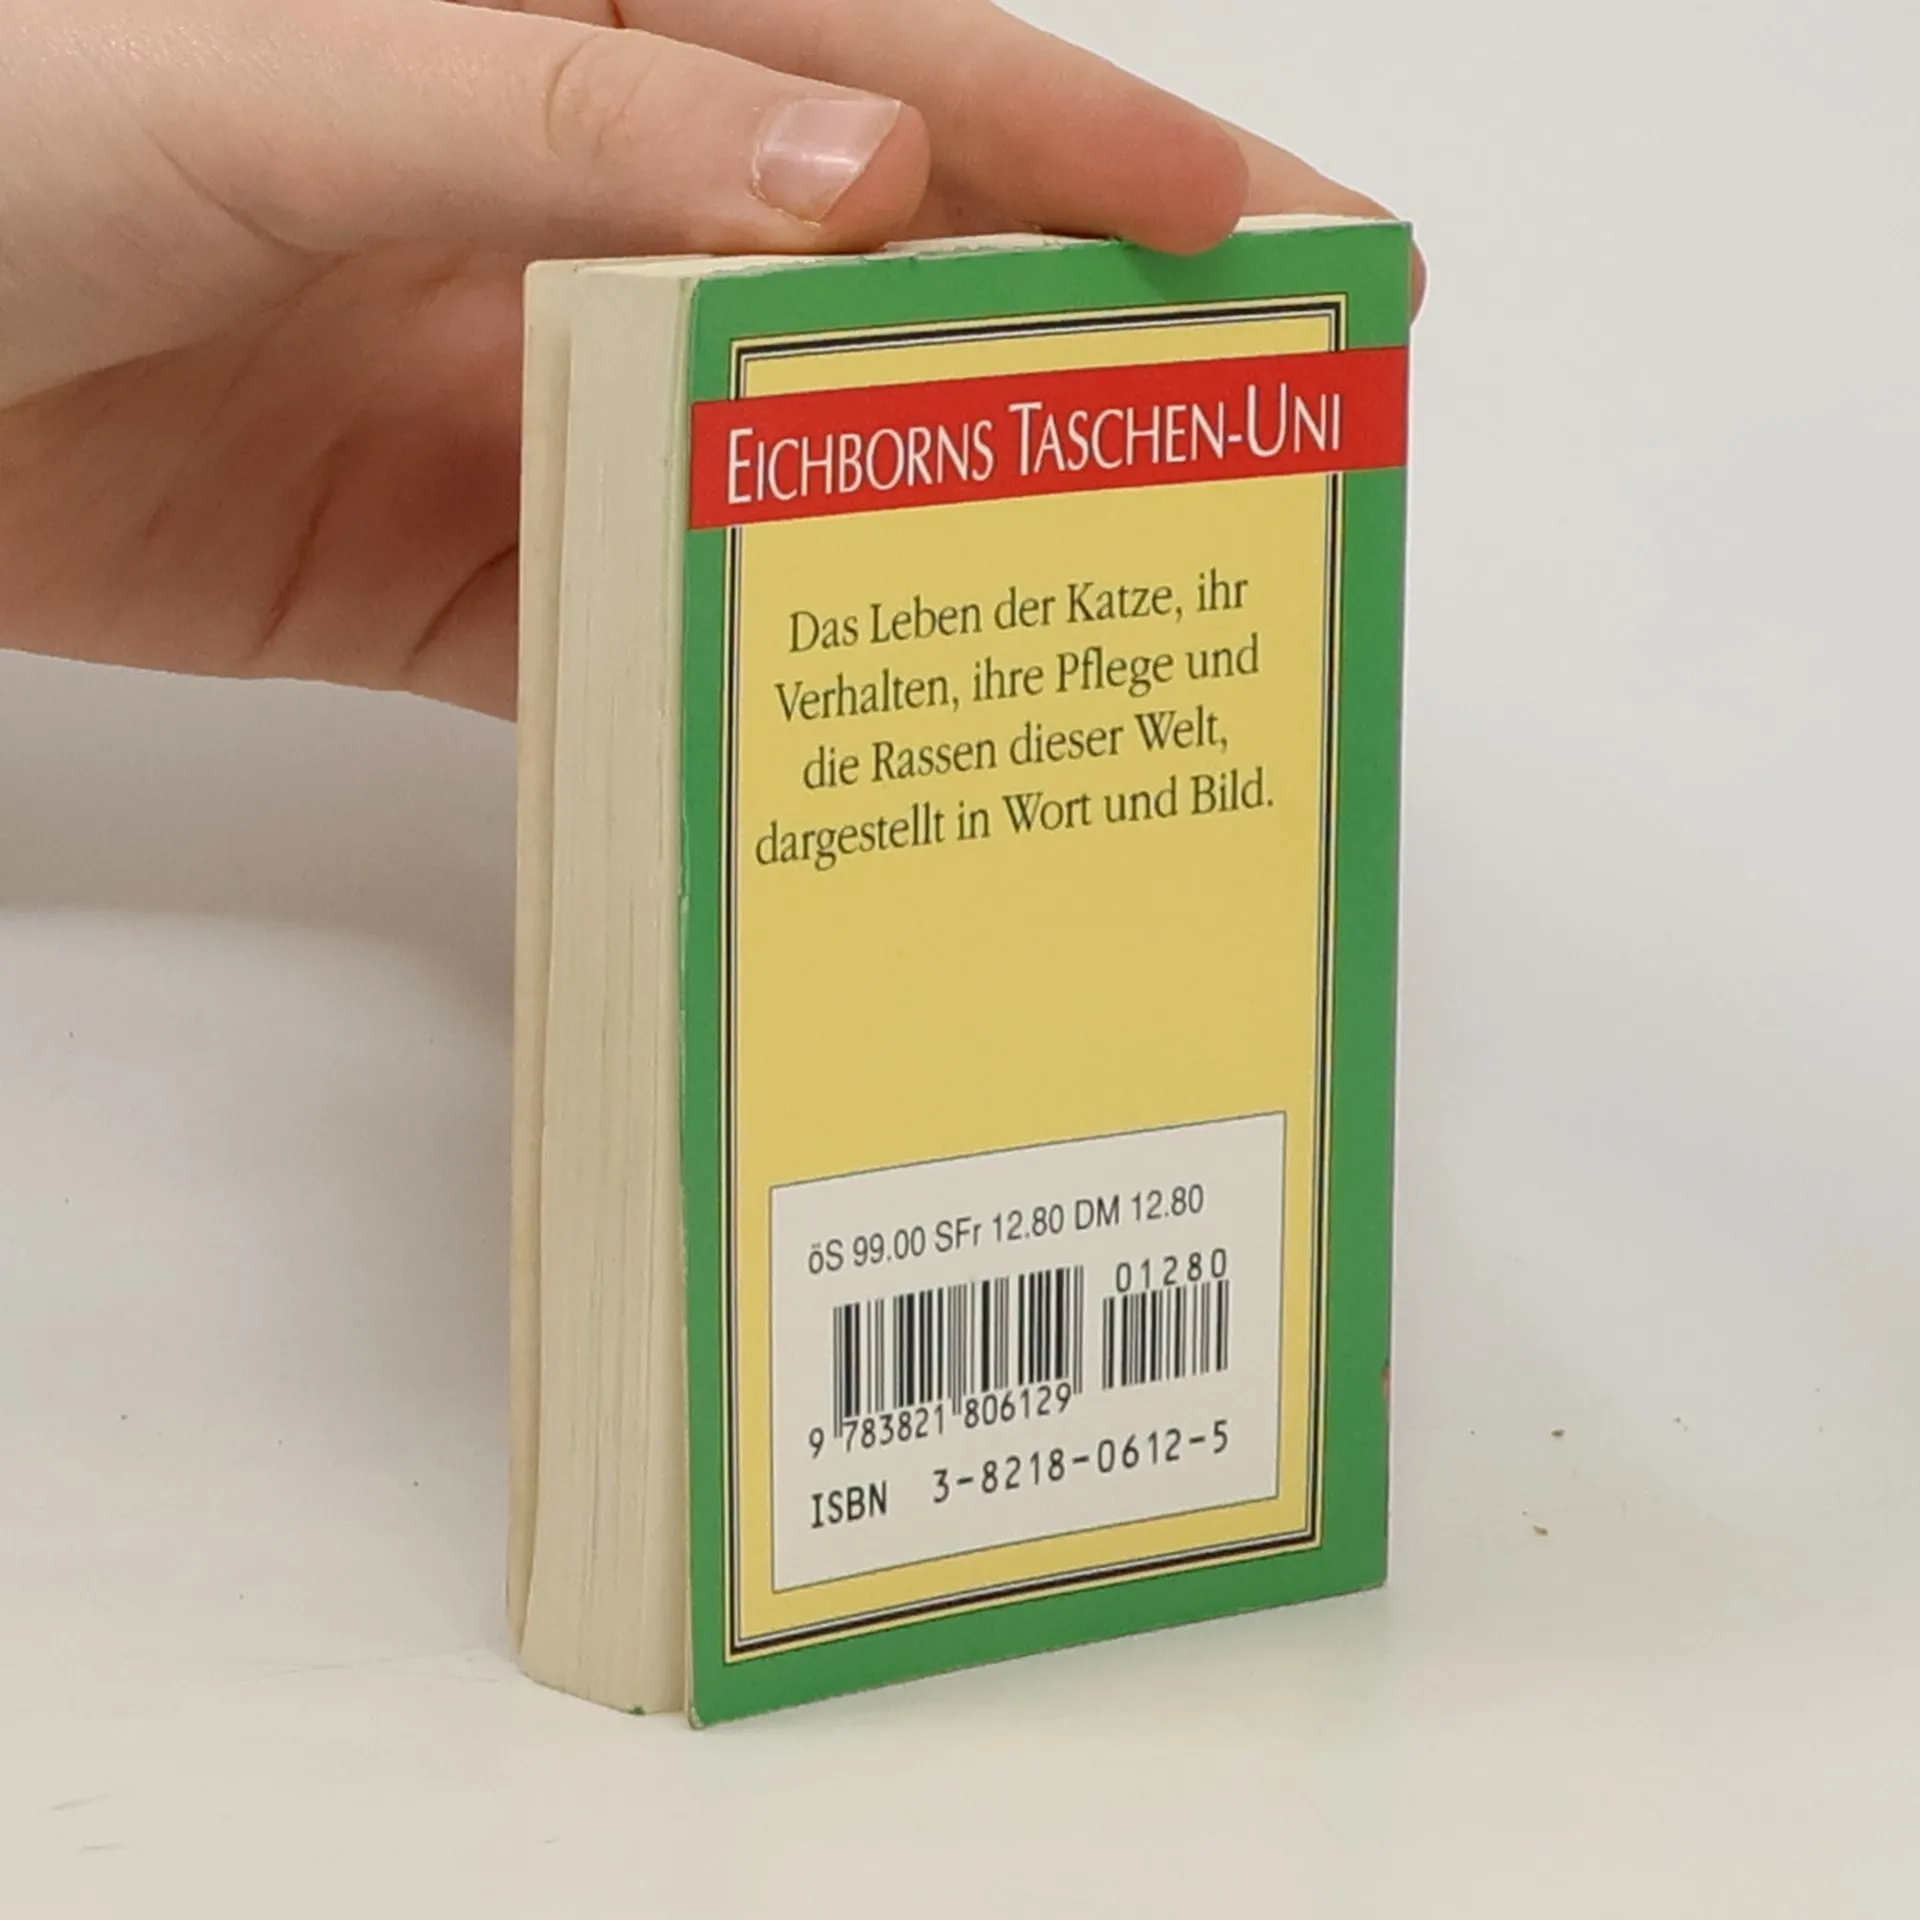 EICHBORNS TASCHEN-UNI
Das Leben der Katze, ihr
Verhalten, ihre Pflege und
die Rassen dieser Welt,
dargestellt in Wort und Bild.
öS 99.00 SFr 12.80 DM 12.80
01280
9 783821 806129
ISBN 3-8218-0612-5